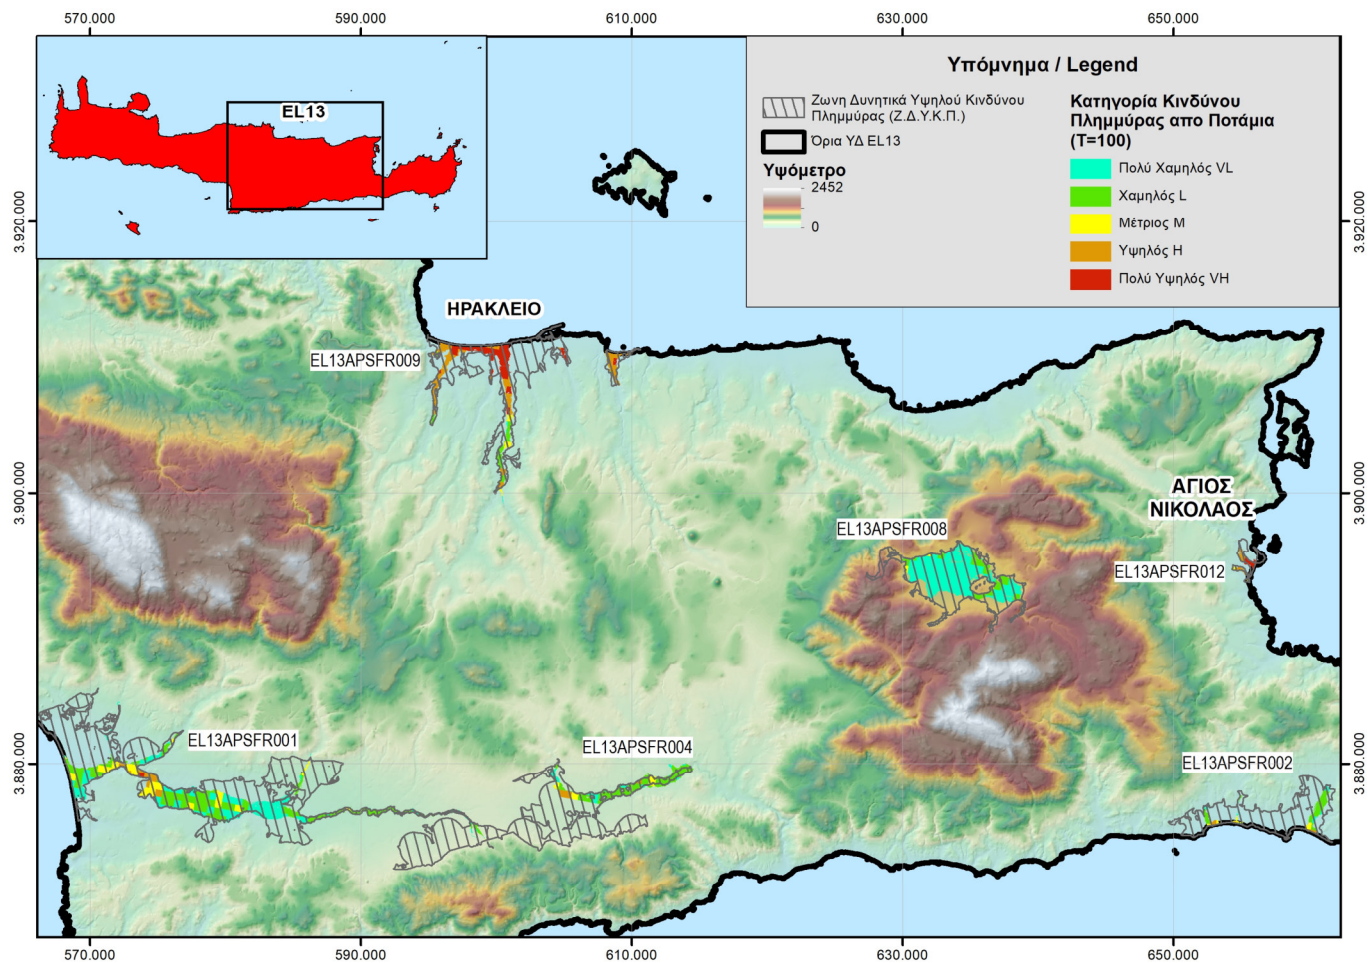 570.000
590.000
610.000
630.000
650.000
EL13
Υπόμνημα / Legend
Ζωνη Δυνητικά Υψηλού Κινδύνου
Πλημμύρας (Ζ.Δ.Υ.Κ.Π.)
Όρια ΥΔ EL13
Υψόμετρο
2452
0
Κατηγορία Κινδύνου
Πλημμύρας απο Ποτάμια
(T=100)
Πολύ Χαμηλός VL
Χαμηλός L
Μέτριος M
Υψηλός H
Πολύ Υψηλός VH
3.920.000
3.920.000
ΗΡΑΚΛΕΙΟ
EL13APSFR009
3.900.000
3.900.000
ΑΓΙΟΣ
ΝΙΚΟΛΑΟΣ
EL13APSFR008
EL13APSFR012
EL13APSFR001
EL13APSFR004
EL13APSFR002
3.880.000
3.880.000
570.000
590.000
610.000
630.000
650.000